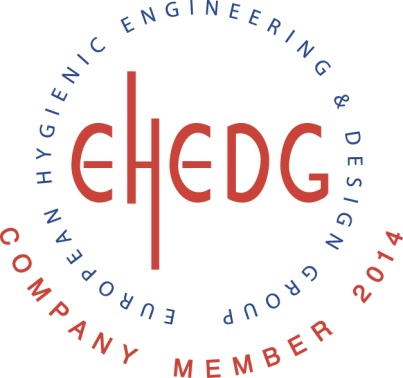 EUROPEAN HYGIENIC ENGINEERING & DESIGN GROUP
EHEDG
COMPANY MEMBER 2014